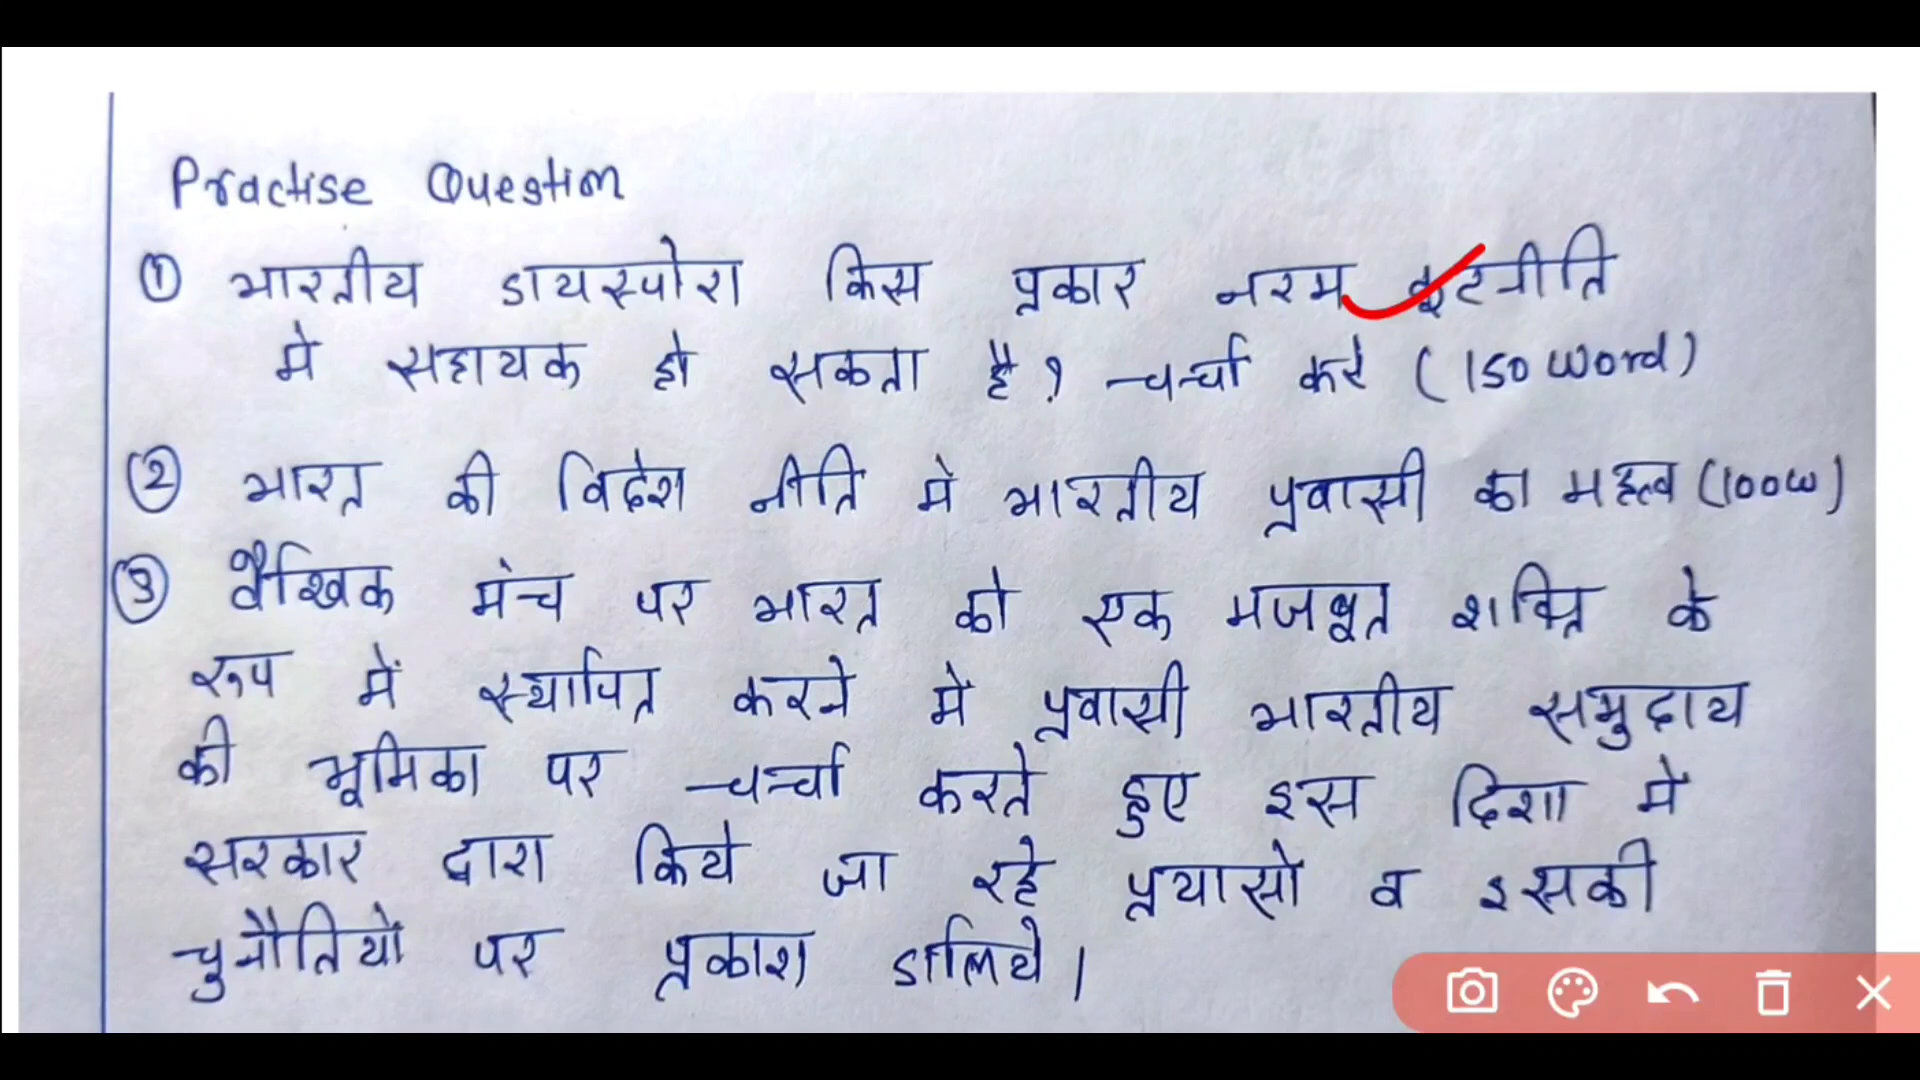 Practise Question
① भारतीय डायस्पोरा किस प्रकार नरम कूटनीति
में सहायक हो सकता है? चर्चा करे (150 word)
② भारत की विदेश नीति मे भारतीय प्रवासी का महत्व (100w)
③ वैश्विक मंच पर भारत को एक मजबूत शक्ति के
रूप में स्थापित करने मे प्रवासी भारतीय समुदाय
की भूमिका पर चर्चा करते हुए इस दिशा मे
सरकार द्वारा किये जा रहे प्रयासो व इसकी
चुनौतियो पर प्रकाश डालिये।